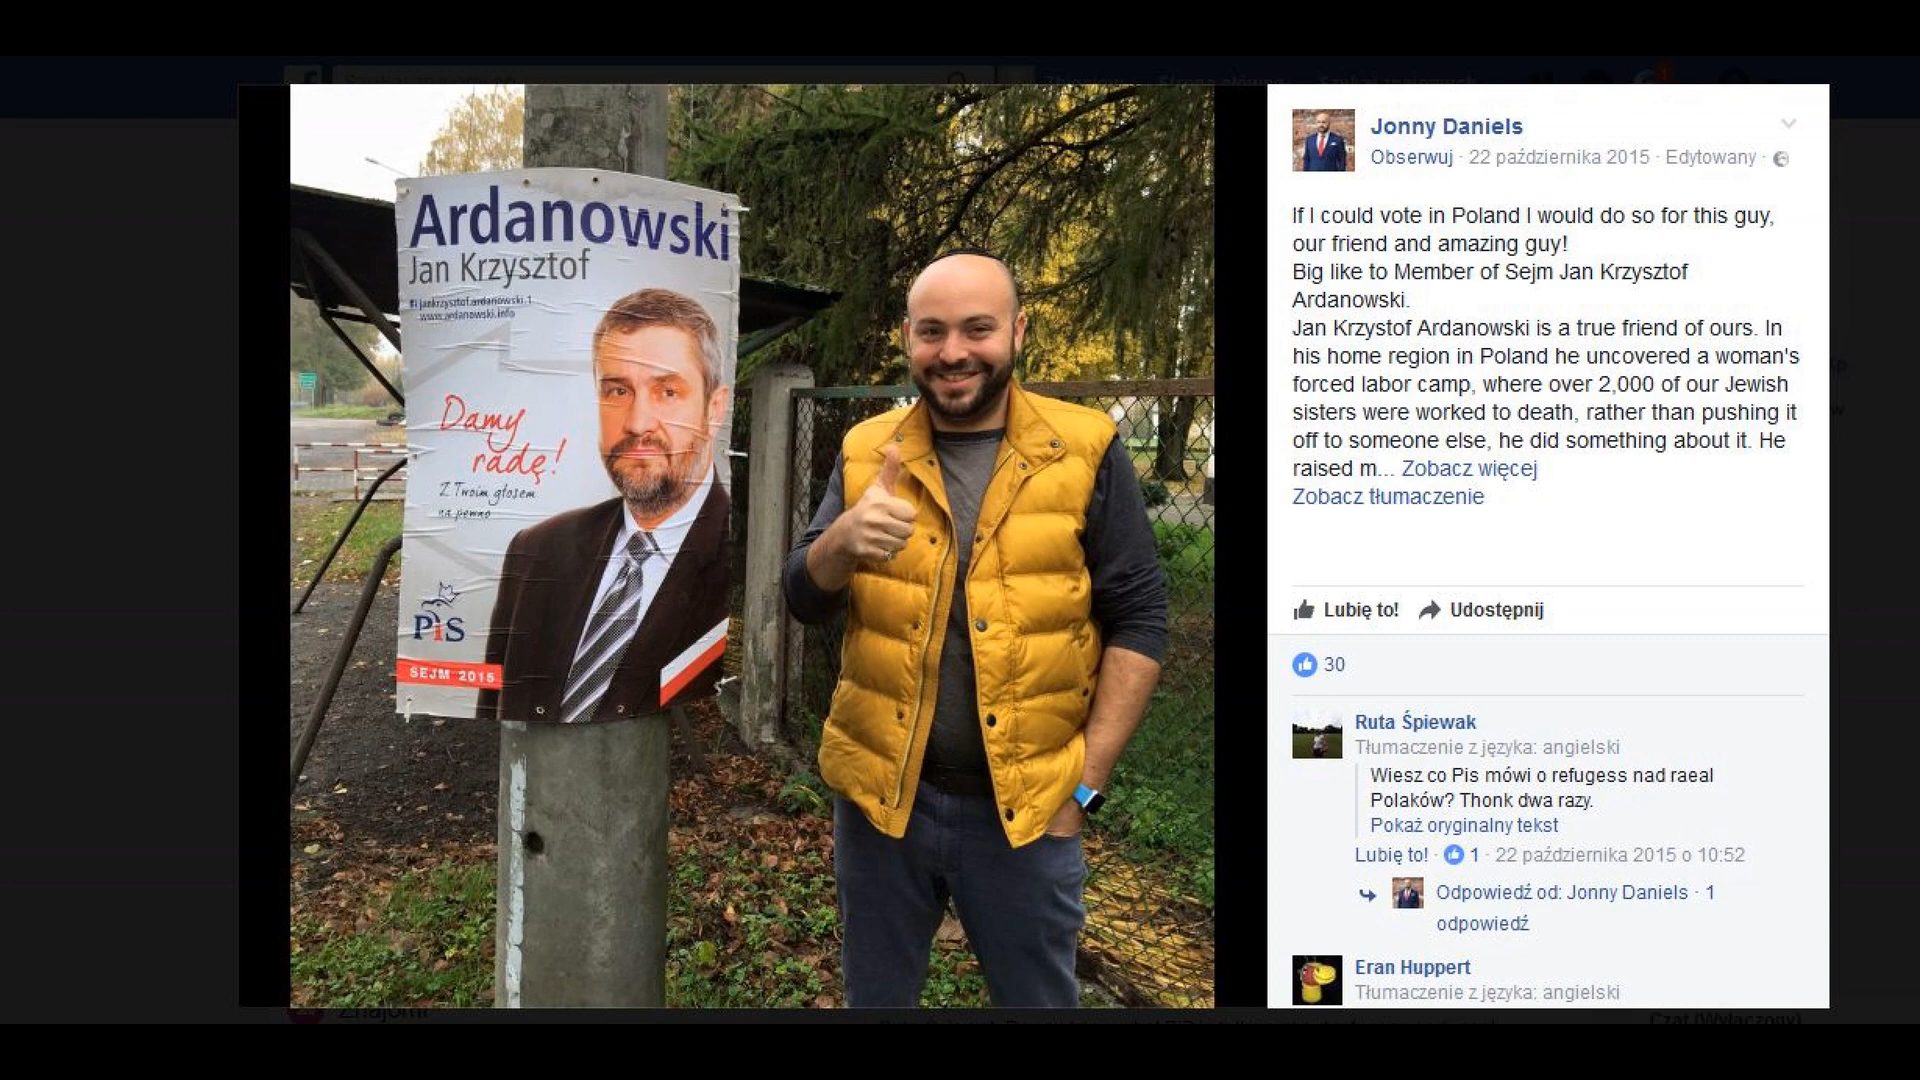 Ardanowski
Jan Krzysztof
jankrzysztof.ardanowski.1
www.ardanowski.info
Damy
radę!
Z Twoim głosem
na pewno
PiS
SEJM 2015
Jonny Daniels
Obserwuj · 22 października 2015 · Edytowany ·
If I could vote in Poland I would do so for this guy,
our friend and amazing guy!
Big like to Member of Sejm Jan Krzysztof
Ardanowski.
Jan Krzystof Ardanowski is a true friend of ours. In
his home region in Poland he uncovered a woman's
forced labor camp, where over 2,000 of our Jewish
sisters were worked to death, rather than pushing it
off to someone else, he did something about it. He
raised m... Zobacz więcej
Zobacz tłumaczenie
Lubię to! Udostępnij
30
Ruta Śpiewak
Tłumaczenie z języka: angielski
Wiesz co Pis mówi o refugess nad raeal
Polaków? Thonk dwa razy.
Pokaż oryginalny tekst
Lubię to! · 1 · 22 października 2015 o 10:52
Odpowiedź od: Jonny Daniels · 1
odpowiedź
Eran Huppert
Tłumaczenie z języka: angielski
Znajomi
Czat (Wyłączony)